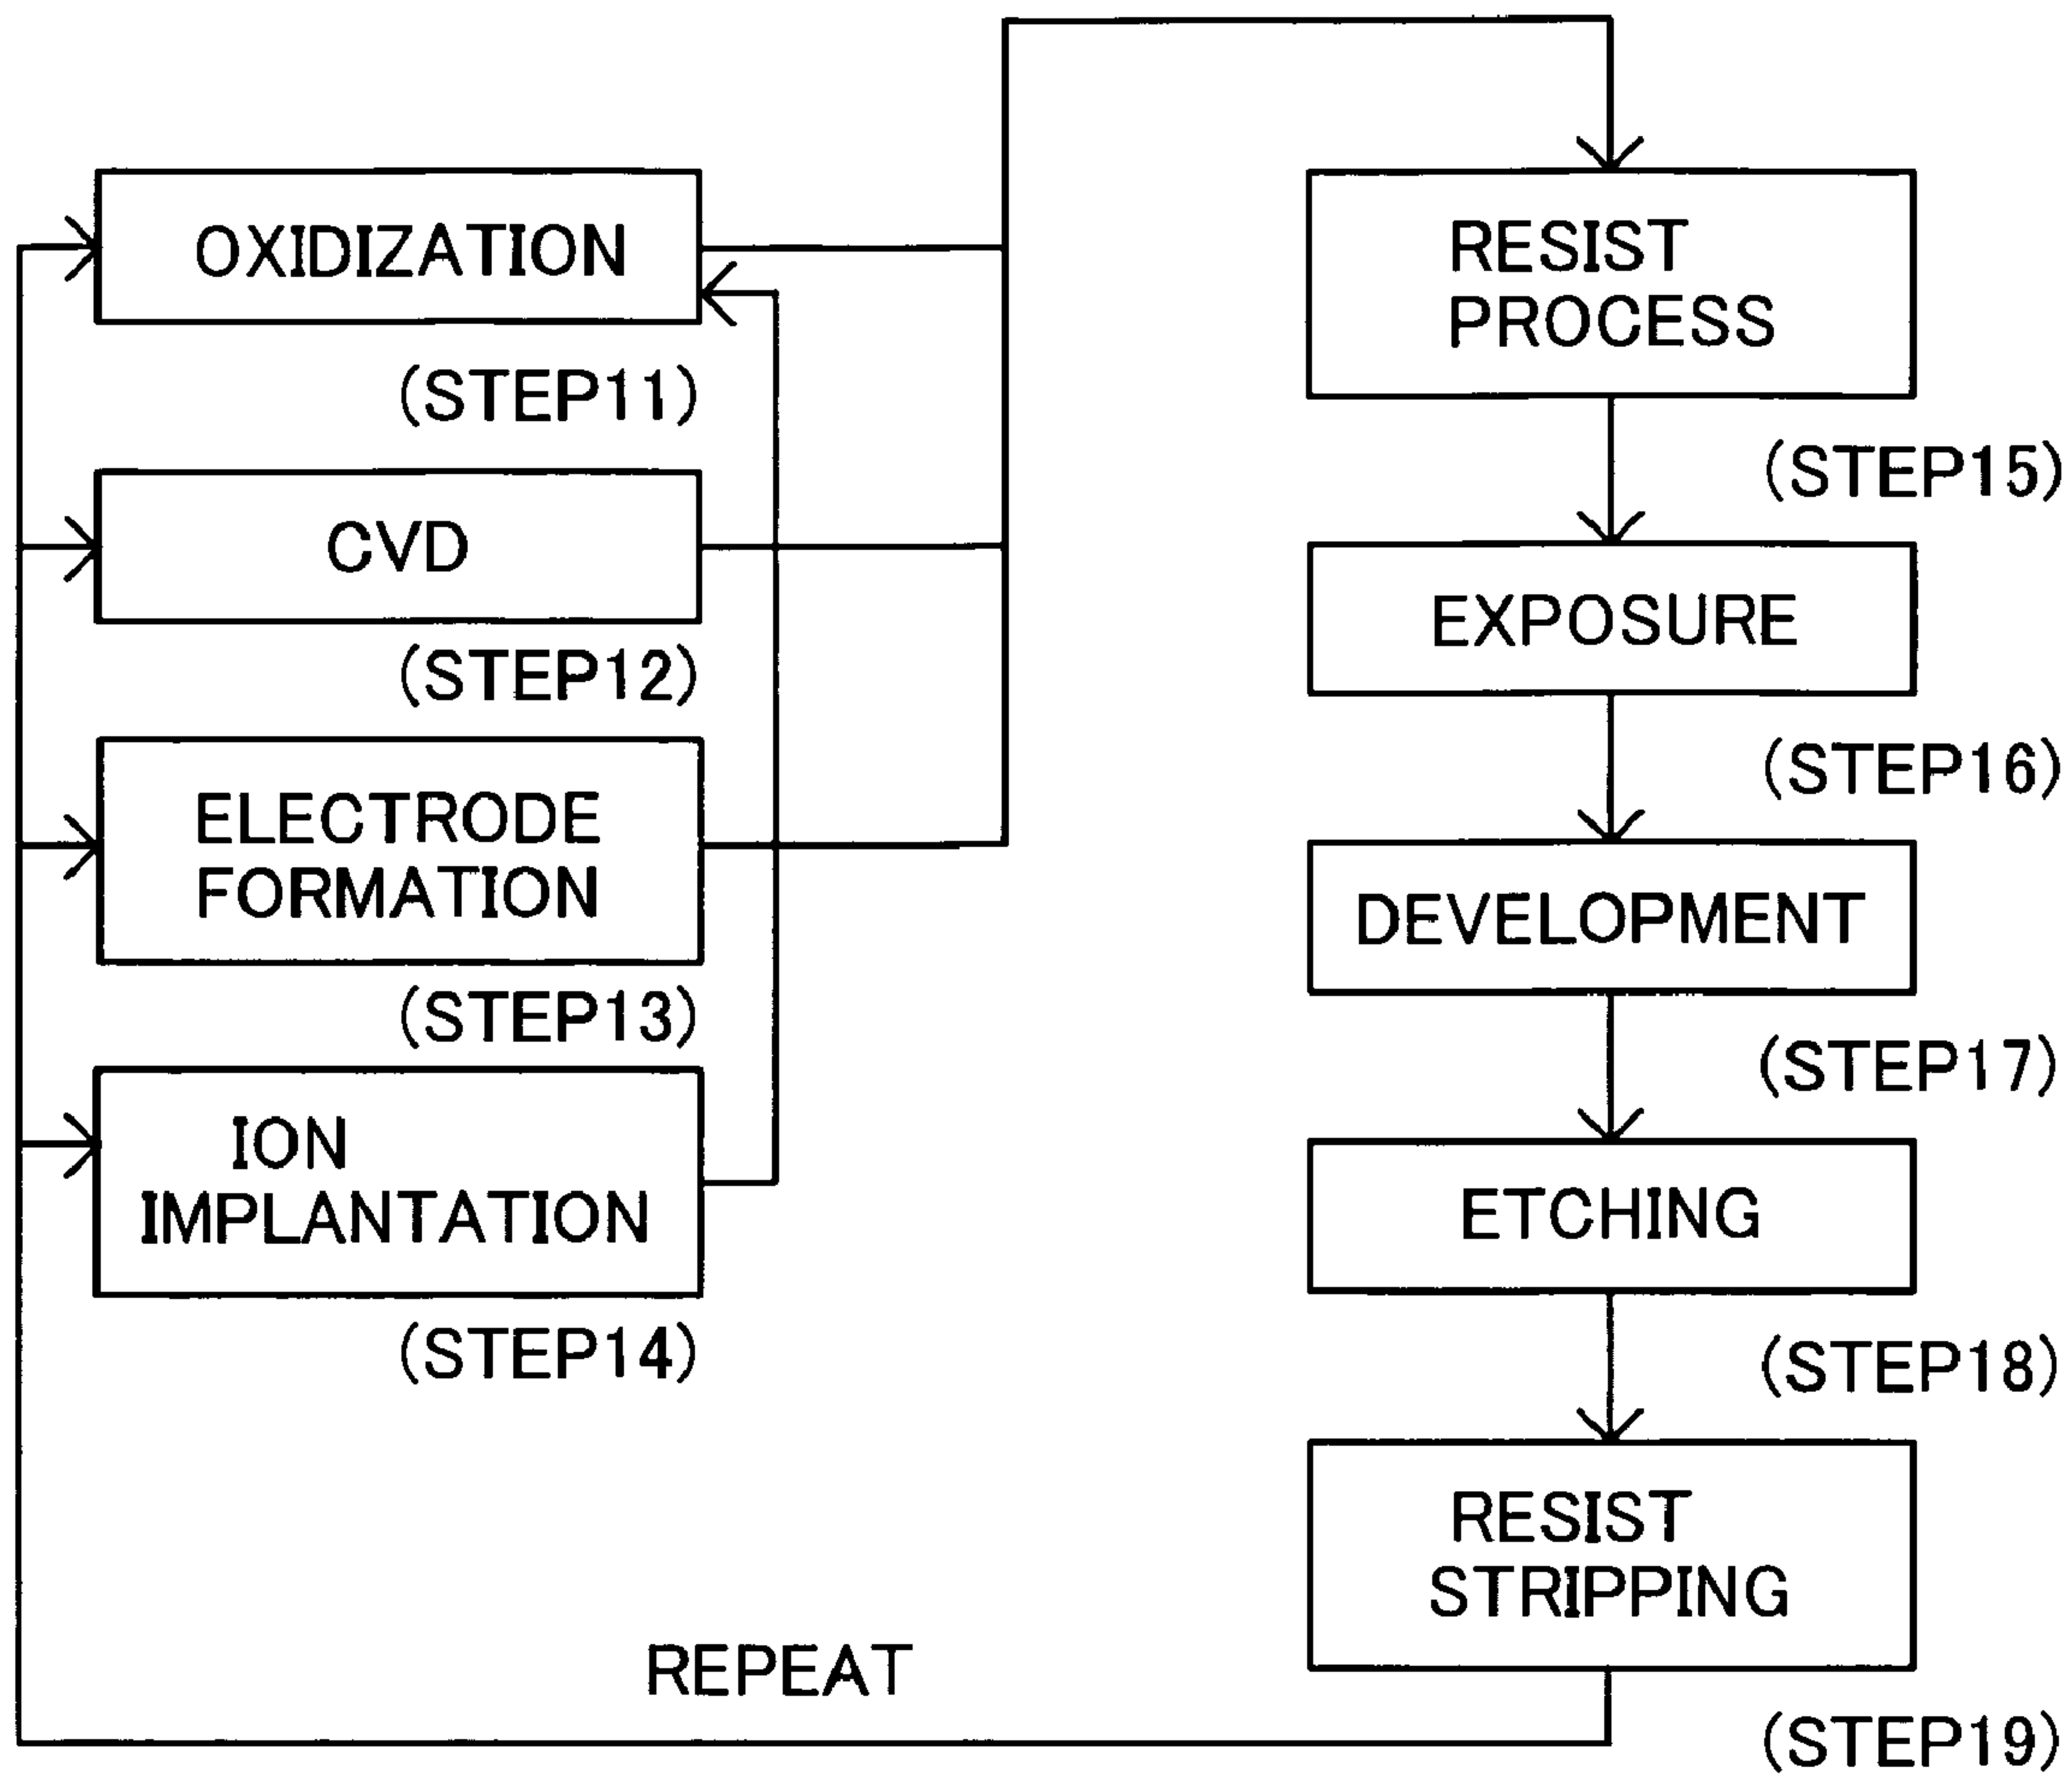 OXIDIZATION
(STEP11)
CVD
(STEP12)
ELECTRODE
FORMATION
(STEP13)
ION
IMPLANTATION
(STEP14)
RESIST
PROCESS
(STEP15)
EXPOSURE
(STEP16)
DEVELOPMENT
(STEP17)
ETCHING
(STEP18)
RESIST
STRIPPING
(STEP19)
REPEAT